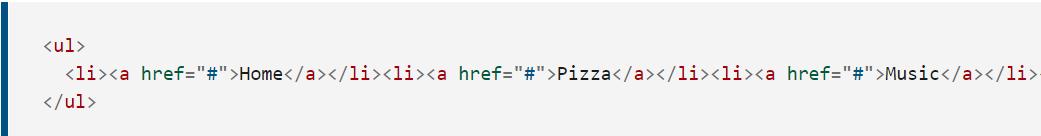 <ul>
<li><a href="#">Home</a></li><li><a href="#">Pizza</a></li><li><a href="#">Music</a></li>
</ul>